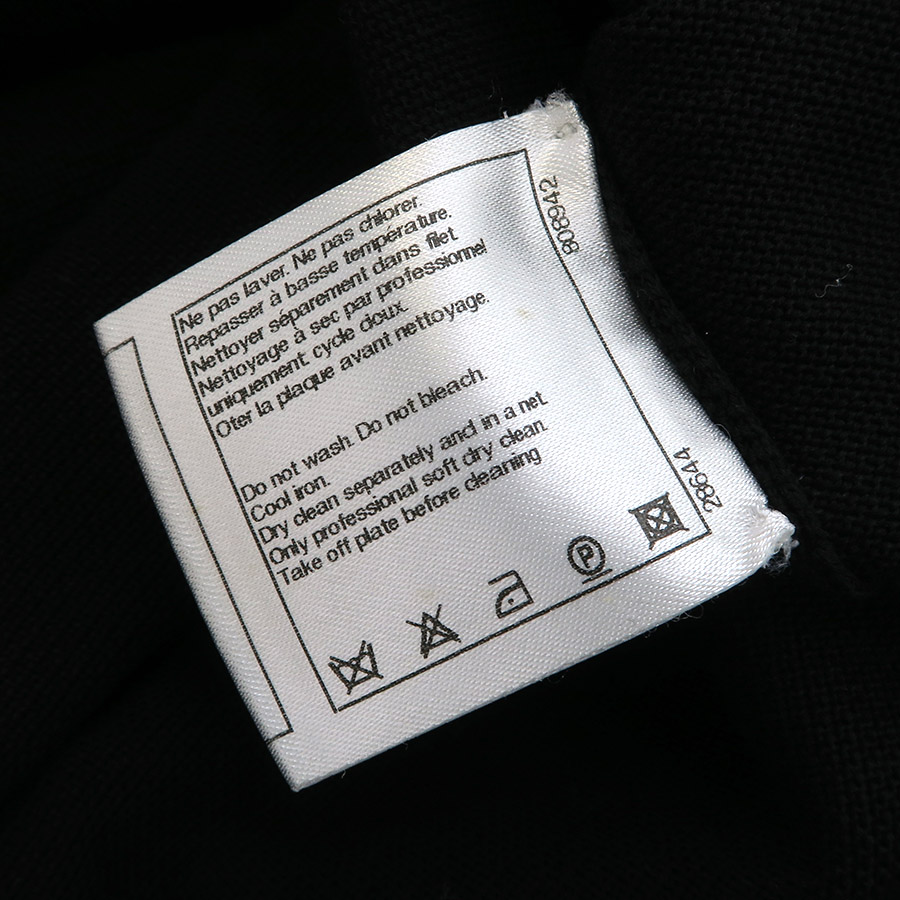 Ne pas laver. Ne pas chlorer.
Repasser à basse température.
Nettoyer séparement dans filet
Nettoyage à sec par professionnel
uniquement cycle doux.
Oter la plaque avant nettoyage.
Do not wash. Do not bleach.
Cool iron.
Dry clean separately and in a net.
Only professional soft dry clean.
Take off plate before cleaning
P
808942
28644